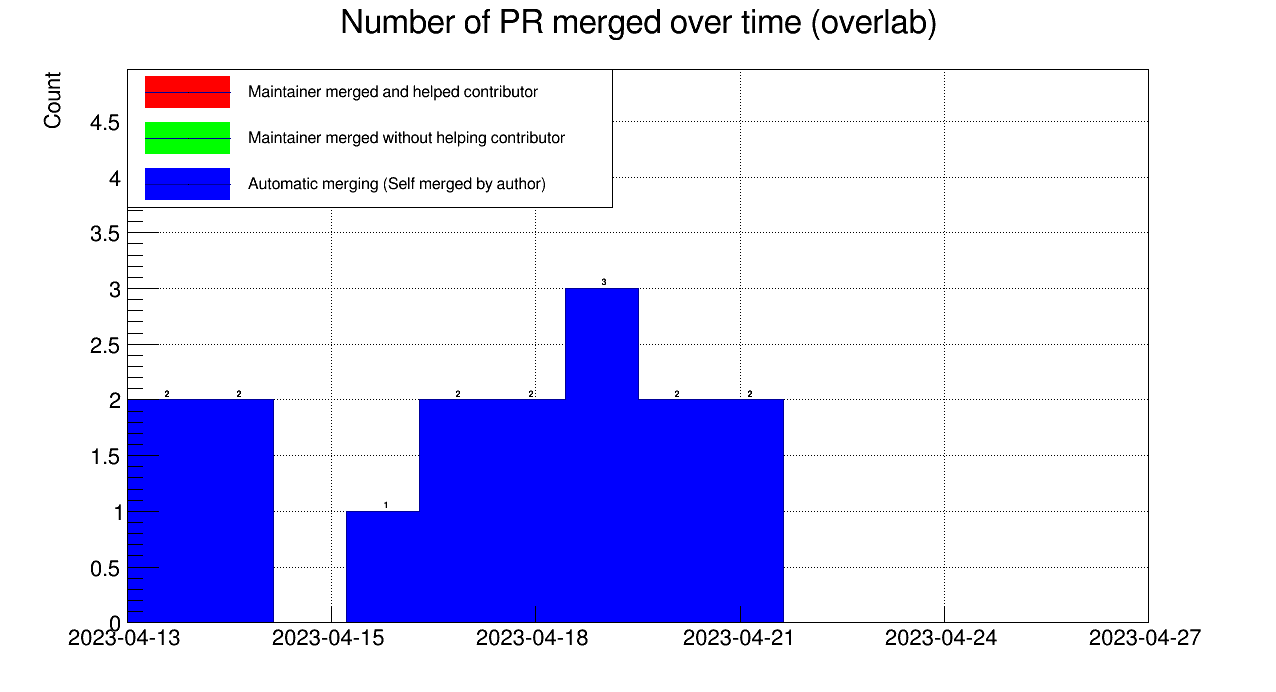 Number of PR merged over time (overlab)
Count
Maintainer merged and helped contributor
Maintainer merged without helping contributor
Automatic merging (Self merged by author)
4.5
4
3.5
3
2.5
2
1.5
1
0.5
0
2 2 1 2 2 3 2 2
2023-04-13 2023-04-15 2023-04-18 2023-04-21 2023-04-24 2023-04-27